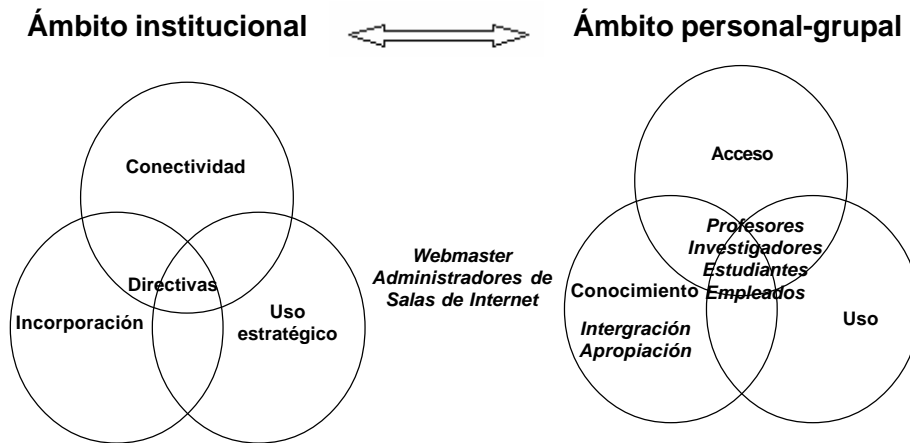 Ámbito institucional
Ámbito personal-grupal
Conectividad
Directivas
Incorporación
Uso
estratégico
Webmaster
Administradores de
Salas de Internet
Acceso
Profesores
Investigadores
Estudiantes
Empleados
Conocimiento
Intergración
Apropiación
Uso